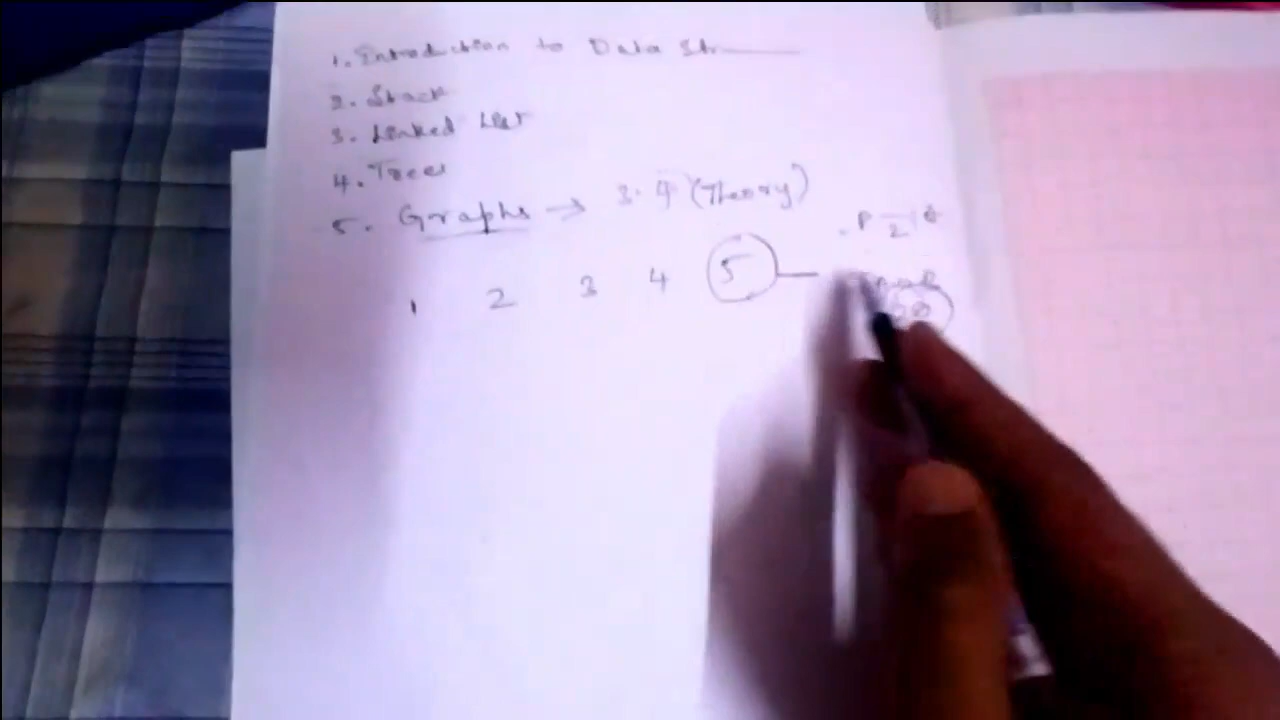 1. Introduction to Data Str
2. Stack
3. Linked List
4. Trees
5. Graphs → 3.4 (Theory)
1 2 3 4 5